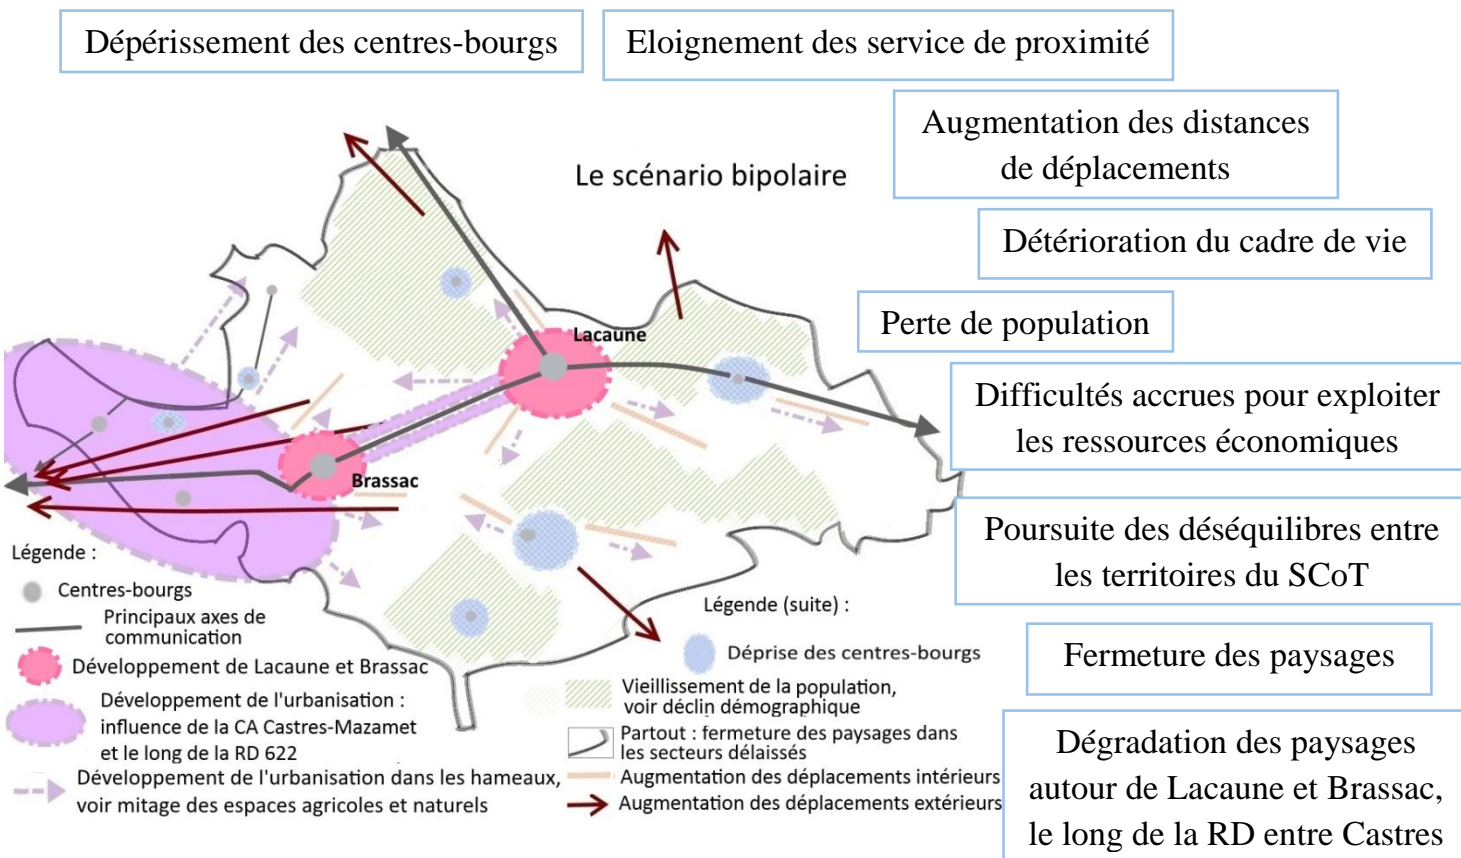 Dépérissement des centres-bourgs
Eloignement des service de proximité
Augmentation des distances
de déplacements
Le scénario bipolaire
Détérioration du cadre de vie
Perte de population
Lacaune
Difficultés accrues pour exploiter
les ressources économiques
Brassac
Poursuite des déséquilibres entre
les territoires du SCoT
Fermeture des paysages
Dégradation des paysages
autour de Lacaune et Brassac,
le long de la RD entre Castres
Légende :
Centres-bourgs
Principaux axes de
communication
Développement de Lacaune et Brassac
Développement de l'urbanisation :
influence de la CA Castres-Mazamet
et le long de la RD 622
Développement de l'urbanisation dans les hameaux,
voir mitage des espaces agricoles et naturels
Légende (suite) :
Déprise des centres-bourgs
Vieillissement de la population,
voir déclin démographique
Partout : fermeture des paysages dans
les secteurs délaissés
Augmentation des déplacements intérieurs
Augmentation des déplacements extérieurs